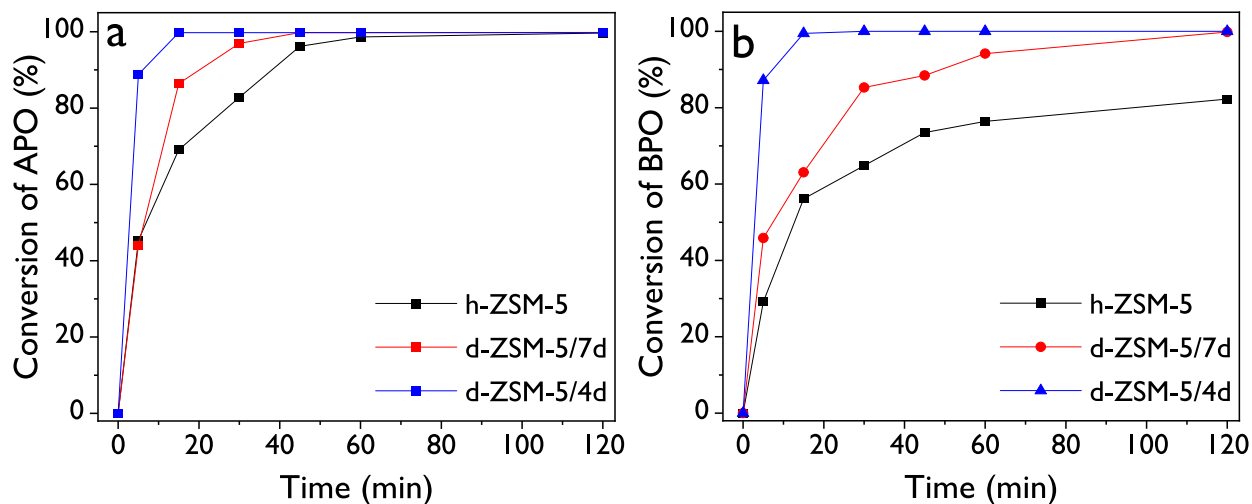 a
Conversion of APO (%)
100
80
60
40
20
0
h-ZSM-5
d-ZSM-5/7d
d-ZSM-5/4d
0 20 40 60 80 100 120
Time (min)
b
Conversion of BPO (%)
100
80
60
40
20
0
h-ZSM-5
d-ZSM-5/7d
d-ZSM-5/4d
0 20 40 60 80 100 120
Time (min)